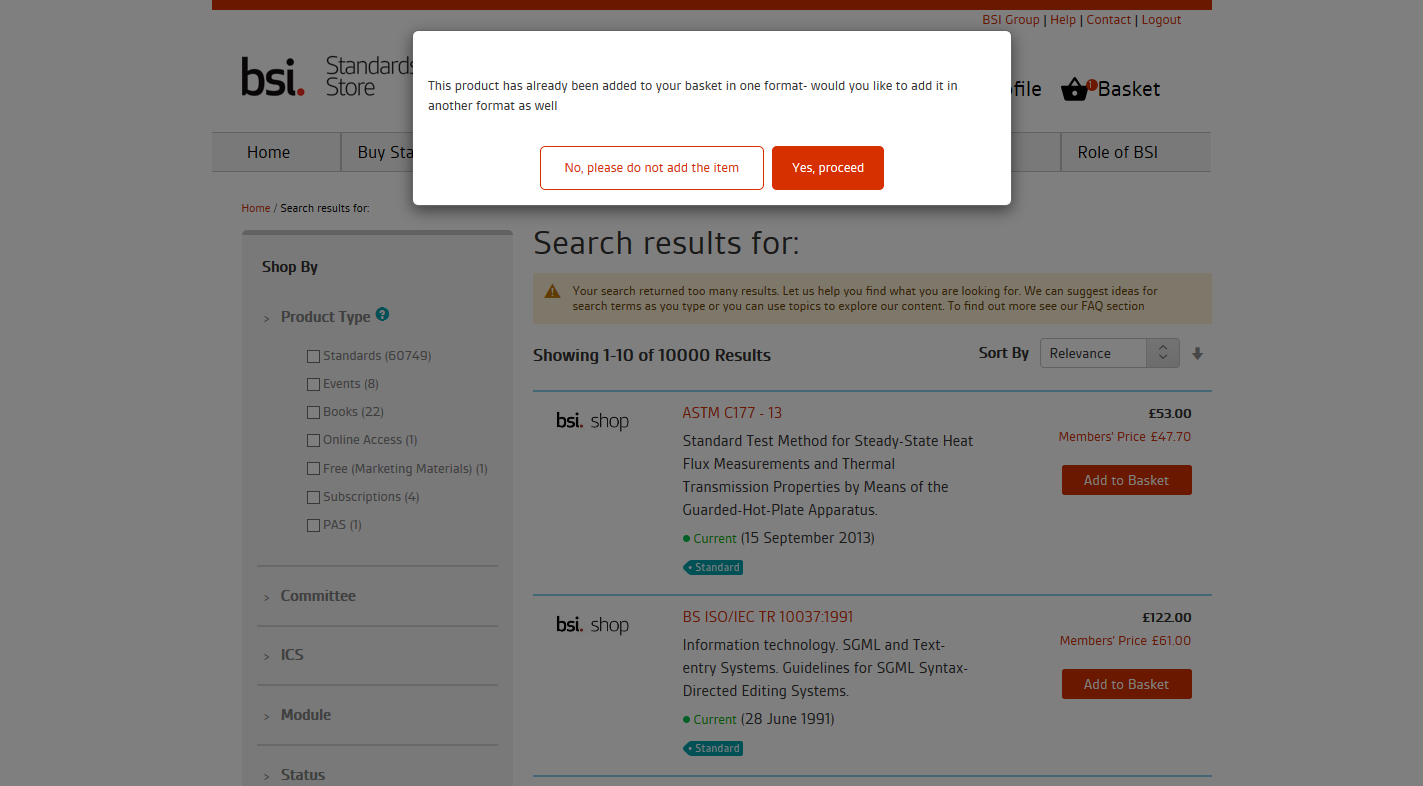 BSI Group | Help | Contact | Logout
bsi. Standards
Store
file
1
Basket
This product has already been added to your basket in one format- would you like to add it in
another format as well
No, please do not add the item
Yes, proceed
Home
Buy Sta
Role of BSI
Home / Search results for:
Shop By
> Product Type ?
Standards (60749)
Events (8)
Books (22)
Online Access (1)
Free (Marketing Materials) (1)
Subscriptions (4)
PAS (1)
> Committee
> ICS
> Module
> Status
Search results for:
Your search returned too many results. Let us help you find what you are looking for. We can suggest ideas for
search terms as you type or you can use topics to explore our content. To find out more see our FAQ section
Showing 1-10 of 10000 Results
Sort By Relevance
bsi. shop
ASTM C177 - 13
Standard Test Method for Steady-State Heat
Flux Measurements and Thermal
Transmission Properties by Means of the
Guarded-Hot-Plate Apparatus.
Current (15 September 2013)
Standard
£53.00
Members' Price £47.70
Add to Basket
bsi. shop
BS ISO/IEC TR 10037:1991
Information technology. SGML and Text-
entry Systems. Guidelines for SGML Syntax-
Directed Editing Systems.
Current (28 June 1991)
Standard
£122.00
Members' Price £61.00
Add to Basket